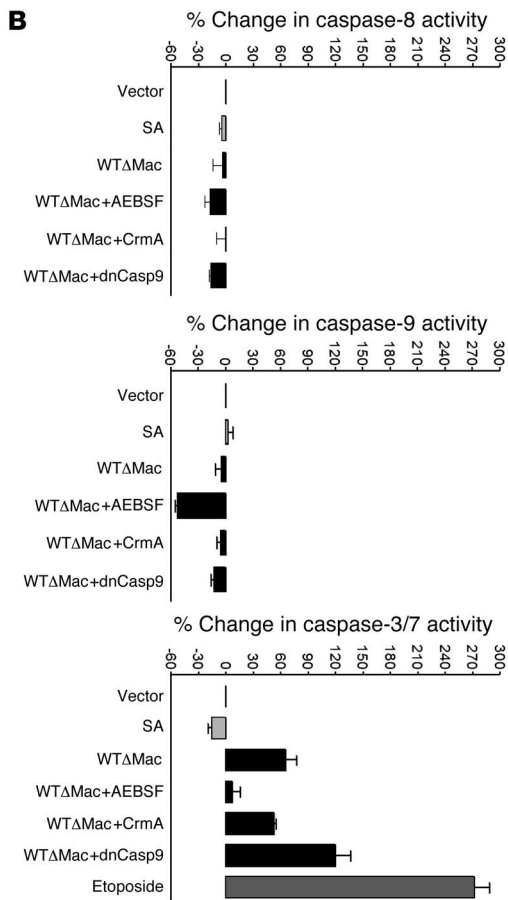 B
% Change in caspase-8 activity
-60 -30 0 30 60 90 120 150 180 210 240 270 300
Vector
SA
WTΔMac
WTΔMac+AEBSF
WTΔMac+CrmA
WTΔMac+dnCasp9
% Change in caspase-9 activity
-60 -30 0 30 60 90 120 150 180 210 240 270 300
Vector
SA
WTΔMac
WTΔMac+AEBSF
WTΔMac+CrmA
WTΔMac+dnCasp9
% Change in caspase-3/7 activity
-60 -30 0 30 60 90 120 150 180 210 240 270 300
Vector
SA
WTΔMac
WTΔMac+AEBSF
WTΔMac+CrmA
WTΔMac+dnCasp9
Etoposide